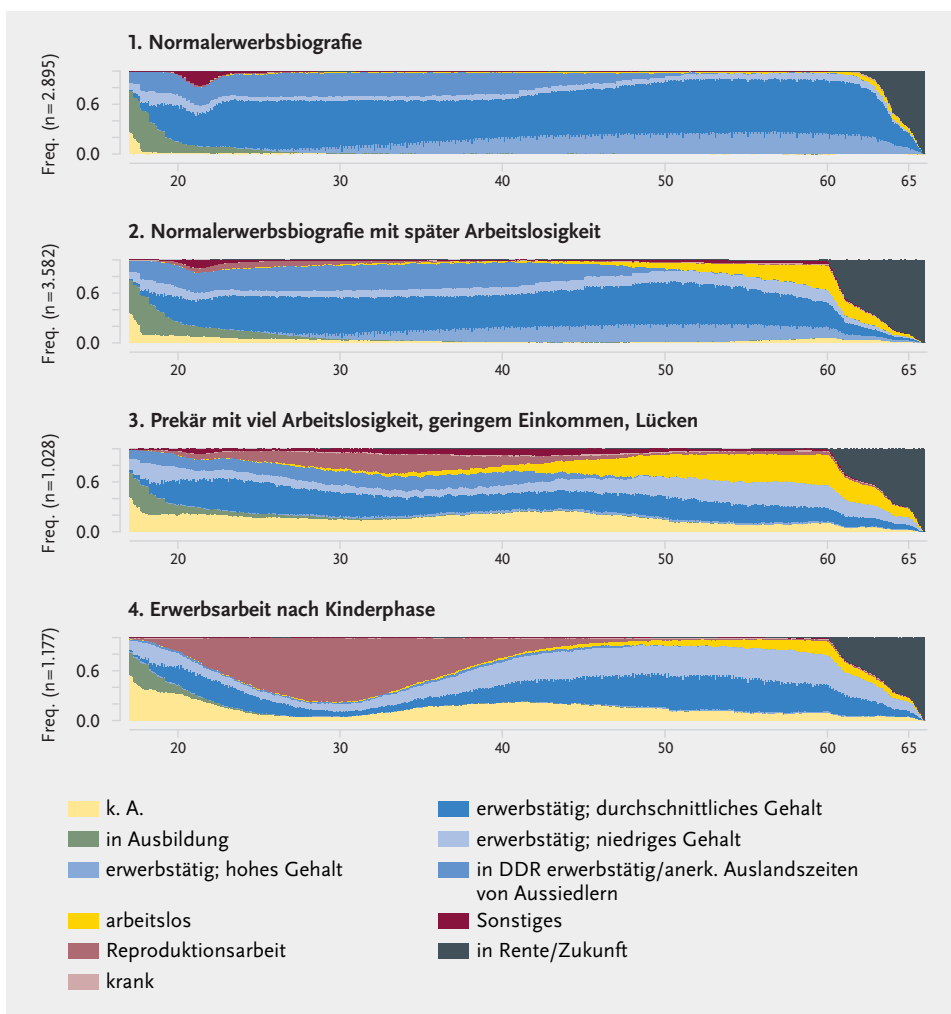 1. Normalerwerbsbiografie
Freq. (n=2.895)
0.6
0.0
20 30 40 50 60 65
2. Normalerwerbsbiografie mit später Arbeitslosigkeit
Freq. (n=3.582)
0.6
0.0
20 30 40 50 60 65
3. Prekär mit viel Arbeitslosigkeit, geringem Einkommen, Lücken
Freq. (n=1.028)
0.6
0.0
20 30 40 50 60 65
4. Erwerbsarbeit nach Kinderphase
Freq. (n=1.177)
0.6
0.0
20 30 40 50 60 65
k. A.
in Ausbildung
erwerbstätig; hohes Gehalt
arbeitslos
Reproduktionsarbeit
krank
erwerbstätig; durchschnittliches Gehalt
erwerbstätig; niedriges Gehalt
in DDR erwerbstätig/anerk. Auslandszeiten
von Aussiedlern
Sonstiges
in Rente/Zukunft